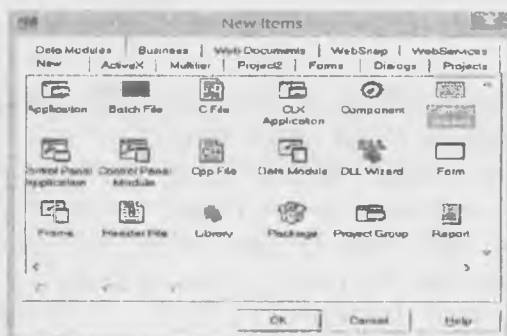 New Items
Data Modules Business Web Documents WebSnap WebServices
New ActiveX Multitier Project2 Forms Dialogs Projects
Application Batch File C File CLX Component
Application
Control Panel Control Panel Cpp File Data Module DLL Wizard Form
Application Module
Frame Header File Library Package Project Group Report
OK Cancel Help